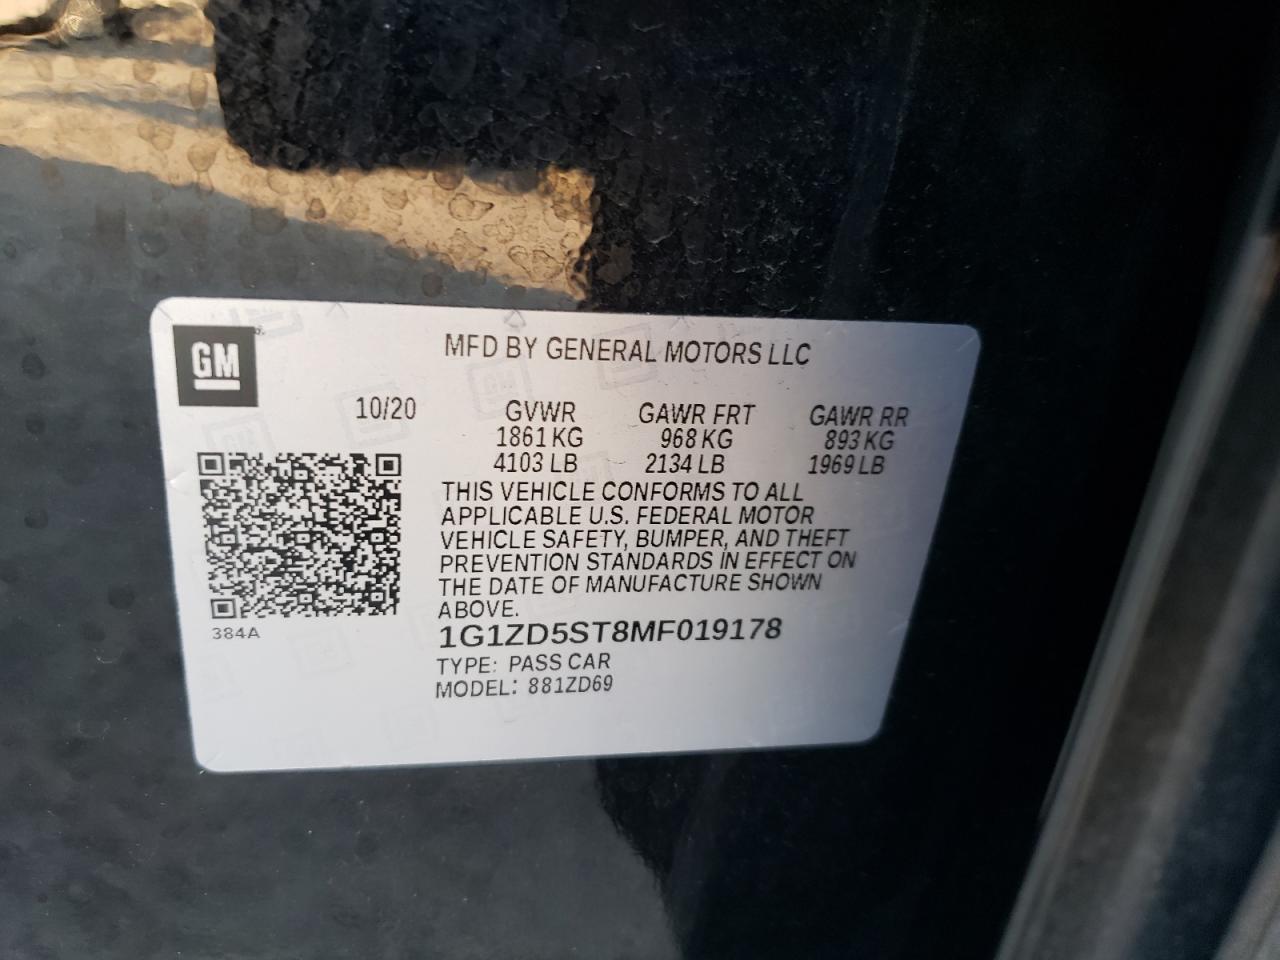 GM
MFD BY GENERAL MOTORS LLC
10/20 GVWR GAWR FRT GAWR RR
1861 KG 968 KG 893 KG
4103 LB 2134 LB 1969 LB
THIS VEHICLE CONFORMS TO ALL
APPLICABLE U.S. FEDERAL MOTOR
VEHICLE SAFETY, BUMPER, AND THEFT
PREVENTION STANDARDS IN EFFECT ON
THE DATE OF MANUFACTURE SHOWN
ABOVE.
384A
1G1ZD5ST8MF019178
TYPE: PASS CAR
MODEL: 881ZD69